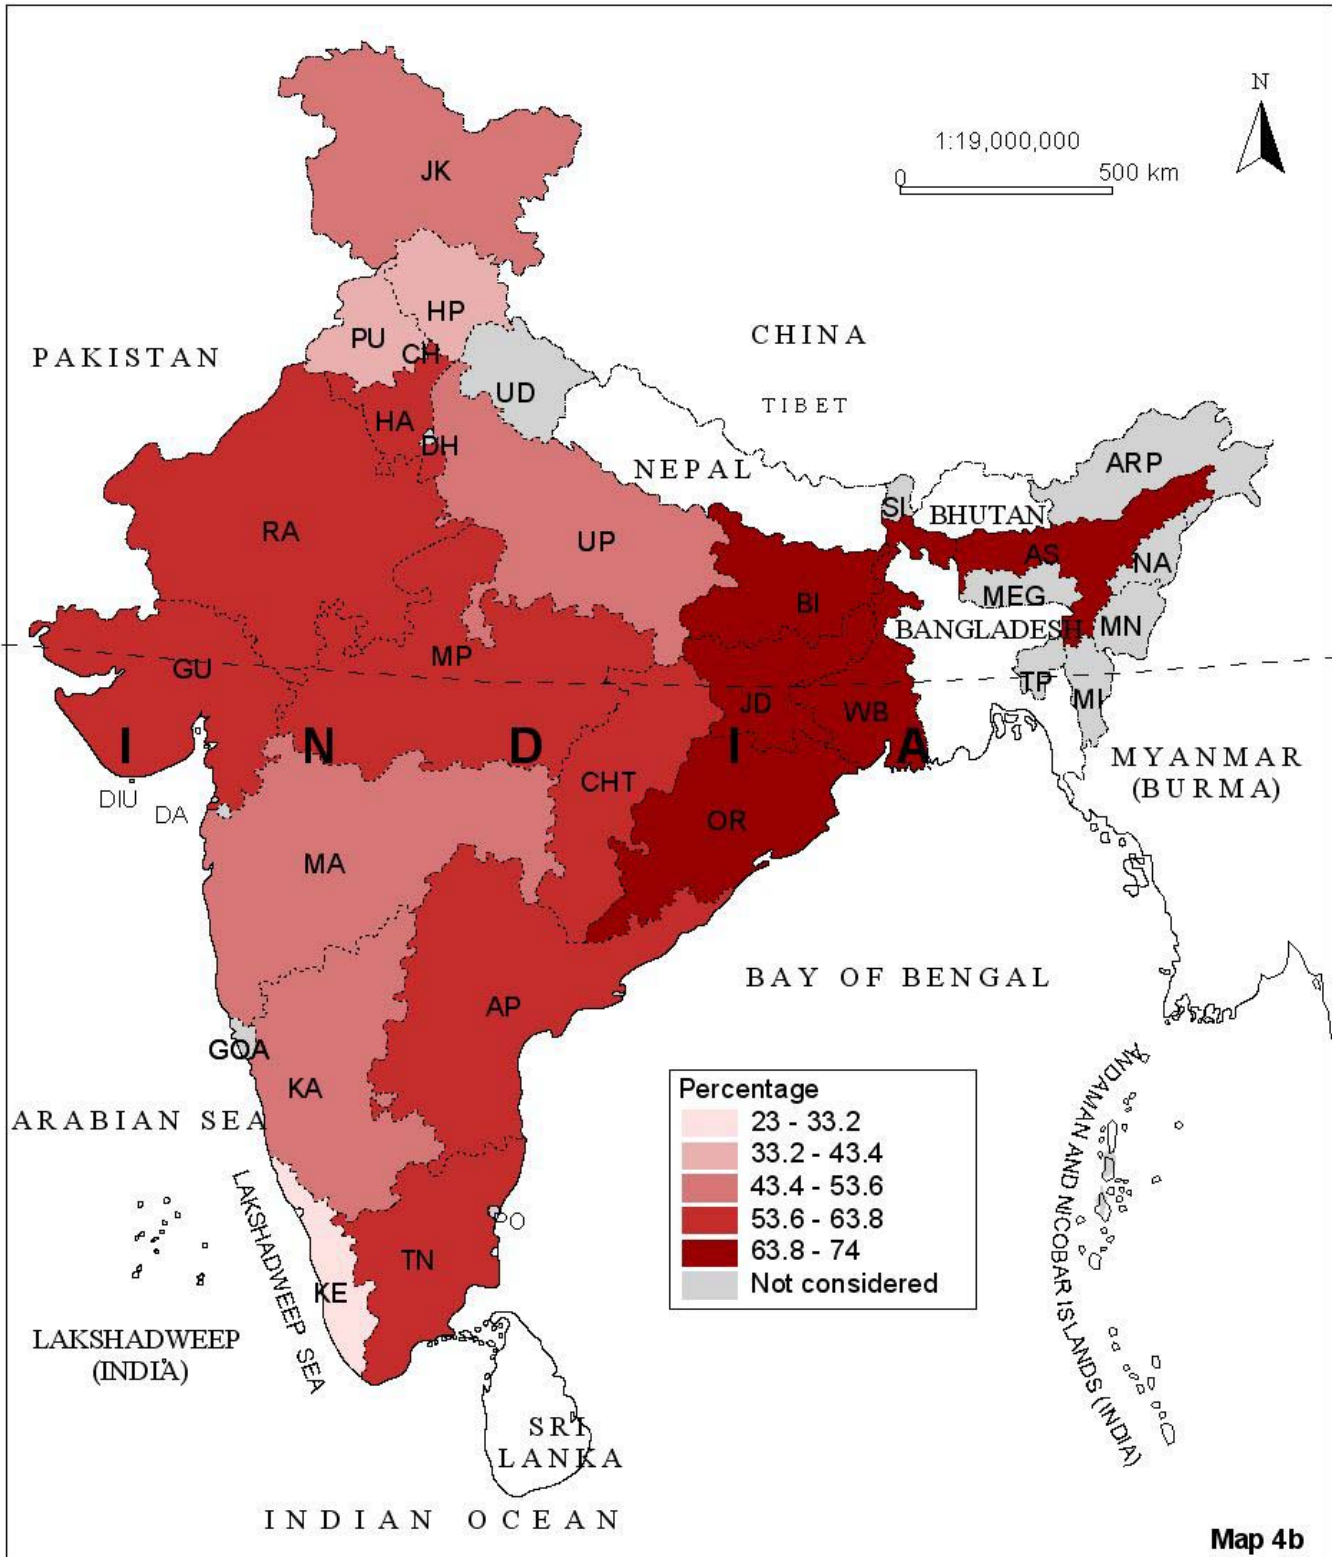 N
1:19,000,000
0 500 km
JK
HP
PU
CH
CHINA
PAKISTAN
UD
TIBET
HA
DH
NEPAL
ARP
SI
BHUTAN
RA
UP
AS
NA
MEG
BI
BANGLADESH
MN
MP
GU
TP
MI
JD
WB
I N D I A
MYANMAR
(BURMA)
CHT
DIU
DA
OR
MA
BAY OF BENGAL
AP
GOA
KA
ARABIAN SEA
ANDAMAN AND NICOBAR ISLANDS (INDIA)
Percentage
23 - 33.2
33.2 - 43.4
43.4 - 53.6
53.6 - 63.8
63.8 - 74
Not considered
LAKSHADWEEP SEA
PO
TN
KE
LAKSHADWEEP
(INDIA)
SRI
LANKA
INDIAN OCEAN
Map 4b